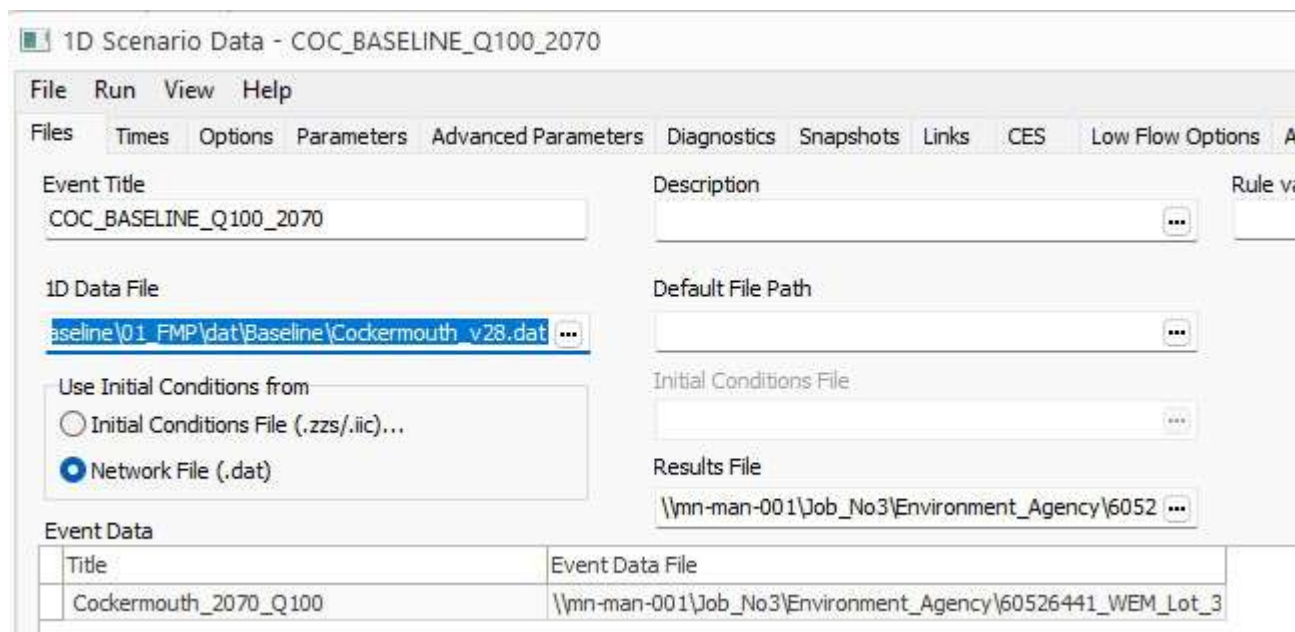 1D Scenario Data - COC_BASELINE_Q100_2070
File Run View Help
Files Times Options Parameters Advanced Parameters Diagnostics Snapshots Links CES Low Flow Options A
Event Title Description Rule va
COC_BASELINE_Q100_2070 ...
1D Data File Default File Path
aseline\01_FMP\dat\Baseline\Cockermouth_v28.dat ... ...
Use Initial Conditions from Initial Conditions File
Initial Conditions File (.zzs/.iic)... ...
Network File (.dat) Results File
\\mn-man-001\Job_No3\Environment_Agency\6052 ...
Event Data
Title Event Data File
Cockermouth_2070_Q100 \\mn-man-001\Job_No3\Environment_Agency\60526441_WEM_Lot_3